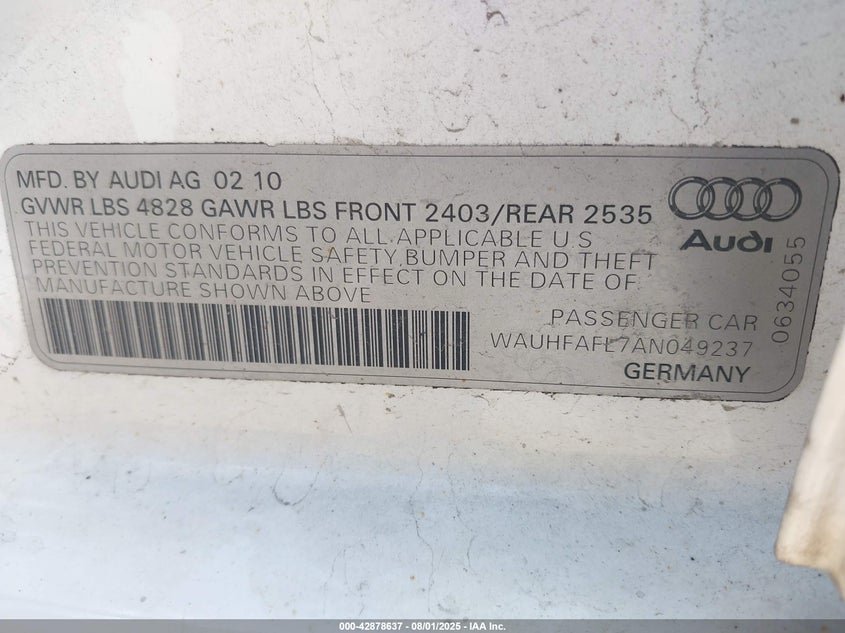 MFD. BY AUDI AG 02 10
GVWR LBS 4828 GAWR LBS FRONT 2403/REAR 2535
THIS VEHICLE CONFORMS TO ALL APPLICABLE U.S
FEDERAL MOTOR VEHICLE SAFETY, BUMPER AND THEFT
PREVENTION STANDARDS IN EFFECT ON THE DATE OF
MANUFACTURE SHOWN ABOVE
Audi
PASSENGER CAR
WAUHFAFL7AN049237
GERMANY
0634055
000-42878637 - 08/01/2025 - IAA Inc.